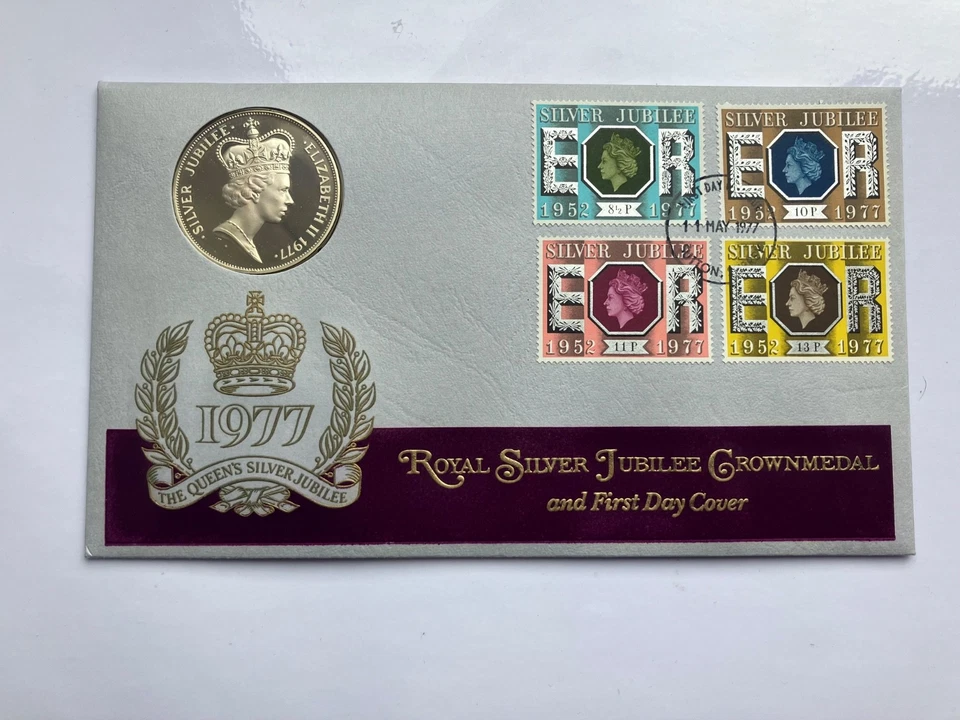 · SILVER JUBILEE · ELIZABETH II 1977 ·
SILVER JUBILEE
E R
1952 8½P 1977
SILVER JUBILEE
E R
1952 10P 1977
11 MAY 1977
SILVER JUBILEE
E R
1952 11P 1977
SILVER JUBILEE
E R
1952 13P 1977
1977
THE QUEEN'S SILVER JUBILEE
ROYAL SILVER JUBILEE CROWNMEDAL
and First Day Cover